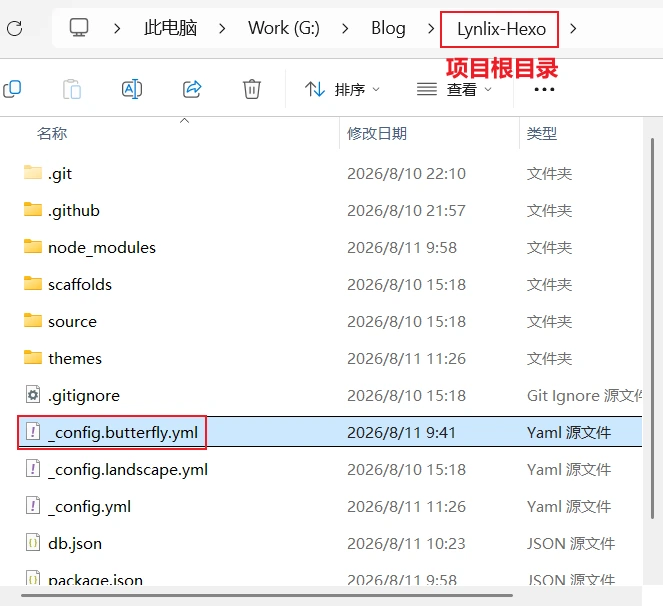 此电脑 Work (G:) Blog Lynlix-Hexo
项目根目录
排序 查看
名称 修改日期 类型
.git 2026/8/10 22:10 文件夹
.github 2026/8/10 21:57 文件夹
node_modules 2026/8/11 9:58 文件夹
scaffolds 2026/8/10 15:18 文件夹
source 2026/8/10 15:18 文件夹
themes 2026/8/11 11:26 文件夹
.gitignore 2026/8/10 15:18 Git Ignore 源文件
_config.butterfly.yml 2026/8/11 9:41 Yaml 源文件
_config.landscape.yml 2026/8/10 15:18 Yaml 源文件
_config.yml 2026/8/11 11:26 Yaml 源文件
db.json 2026/8/11 10:23 JSON 源文件
package.json 2026/8/11 9:58 JSON 源文件